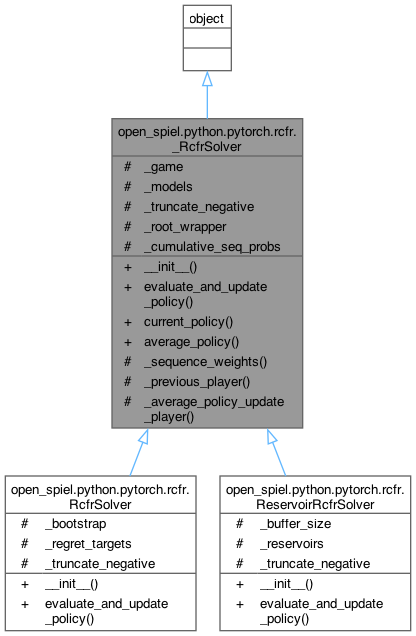 object
open_spiel.python.pytorch.rcfr.
_RcfrSolver
# _game
# _models
# _truncate_negative
# _root_wrapper
# _cumulative_seq_probs
+ __init__()
+ evaluate_and_update
_policy()
+ current_policy()
+ average_policy()
# _sequence_weights()
# _previous_player()
# _average_policy_update
_player()
open_spiel.python.pytorch.rcfr.
RcfrSolver
# _bootstrap
# _regret_targets
# _truncate_negative
+ __init__()
+ evaluate_and_update
_policy()
open_spiel.python.pytorch.rcfr.
ReservoirRcfrSolver
# _buffer_size
# _reservoirs
# _truncate_negative
+ __init__()
+ evaluate_and_update
_policy()